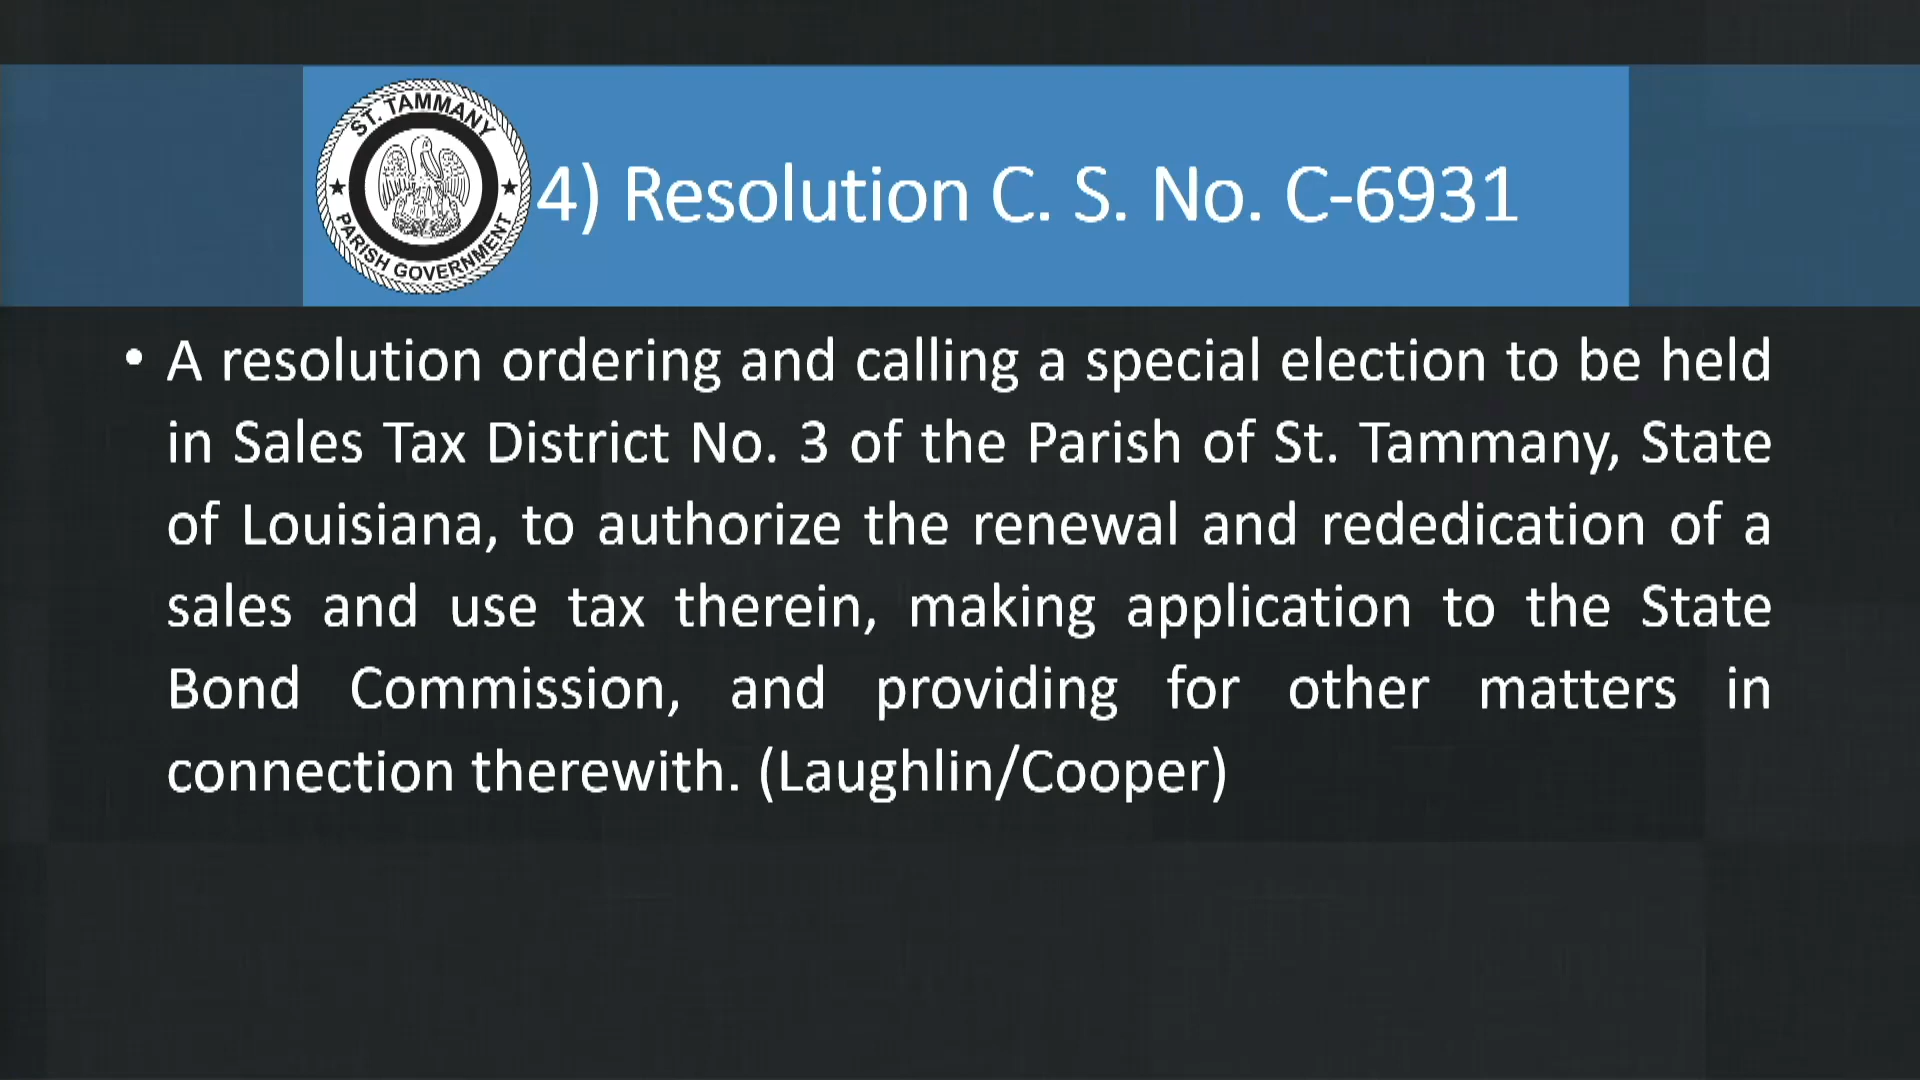 ST. TAMMANY
PARISH GOVERNMENT
4) Resolution C. S. No. C-6931
• A resolution ordering and calling a special election to be held
in Sales Tax District No. 3 of the Parish of St. Tammany, State
of Louisiana, to authorize the renewal and rededication of a
sales and use tax therein, making application to the State
Bond Commission, and providing for other matters in
connection therewith. (Laughlin/Cooper)